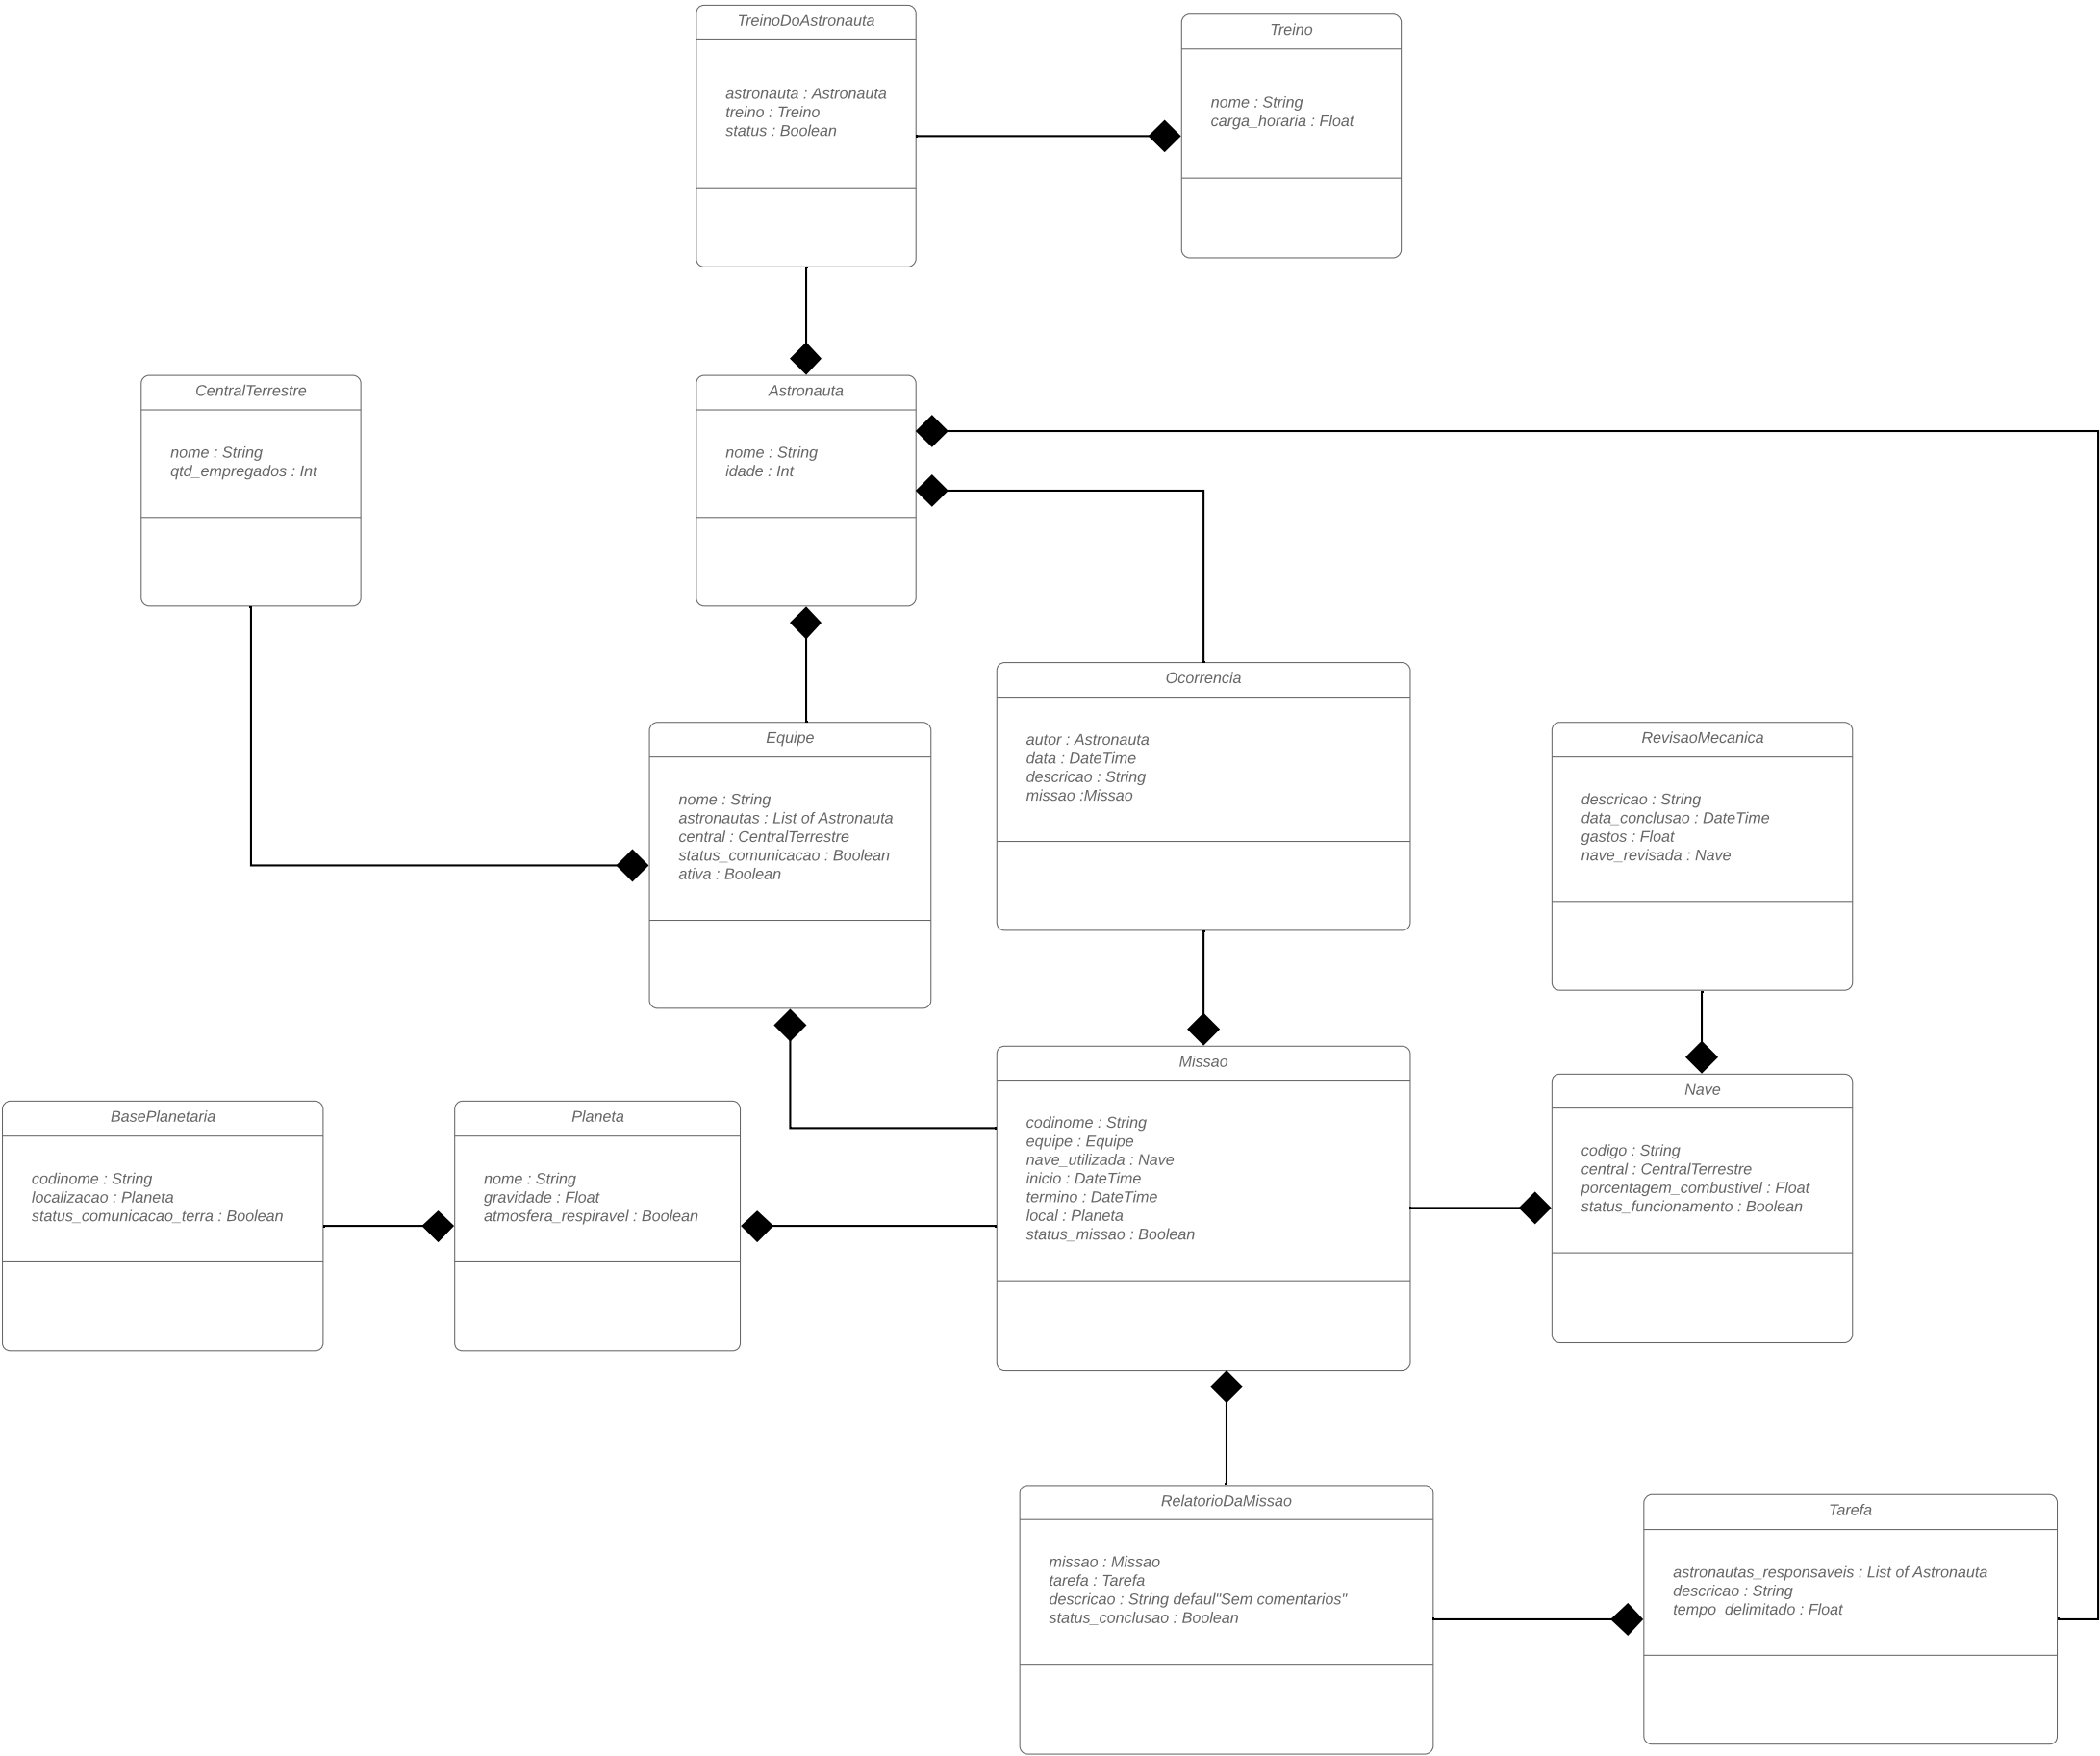 TreinoDoAstronauta
astronauta : Astronauta
treino : Treino
status : Boolean
Treino
nome : String
carga_horaria : Float
CentralTerrestre
nome : String
qtd_empregados : Int
Astronauta
nome : String
idade : Int
Equipe
nome : String
astronautas : List of Astronauta
central : CentralTerrestre
status_comunicacao : Boolean
ativa : Boolean
Ocorrencia
autor : Astronauta
data : DateTime
descricao : String
missao :Missao
RevisaoMecanica
descricao : String
data_conclusao : DateTime
gastos : Float
nave_revisada : Nave
BasePlanetaria
codinome : String
localizacao : Planeta
status_comunicacao_terra : Boolean
Planeta
nome : String
gravidade : Float
atmosfera_respiravel : Boolean
Missao
codinome : String
equipe : Equipe
nave_utilizada : Nave
inicio : DateTime
termino : DateTime
local : Planeta
status_missao : Boolean
Nave
codigo : String
central : CentralTerrestre
porcentagem_combustivel : Float
status_funcionamento : Boolean
RelatorioDaMissao
missao : Missao
tarefa : Tarefa
descricao : String defaul"Sem comentarios"
status_conclusao : Boolean
Tarefa
astronautas_responsaveis : List of Astronauta
descricao : String
tempo_delimitado : Float